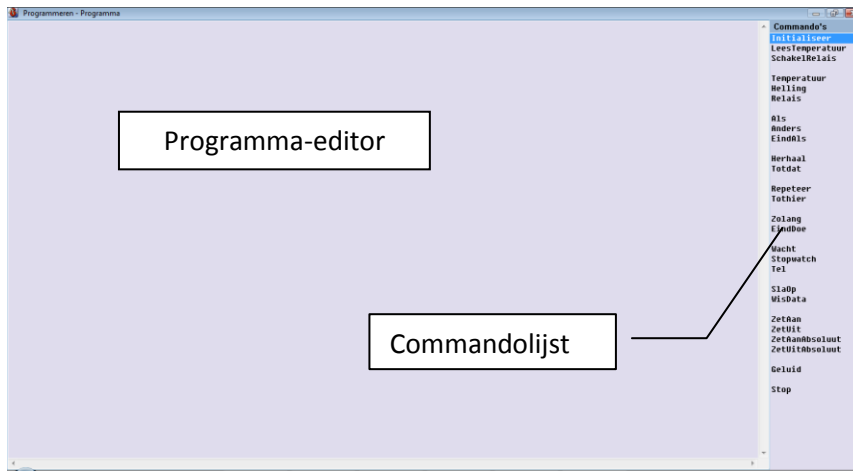 Programmeren - Programma
Programma-editor
Commandolijst
Commando's
Initialiseer
LeesTemperatuur
SchakelRelais
Temperatuur
Helling
Relais
Als
Anders
EindAls
Herhaal
Totdat
Repeteer
Tothier
Zolang
EindDoe
Wacht
Stopwatch
Tel
SlaOp
WisData
ZetAan
ZetUit
ZetAanAbsoluut
ZetUitAbsoluut
Geluid
Stop